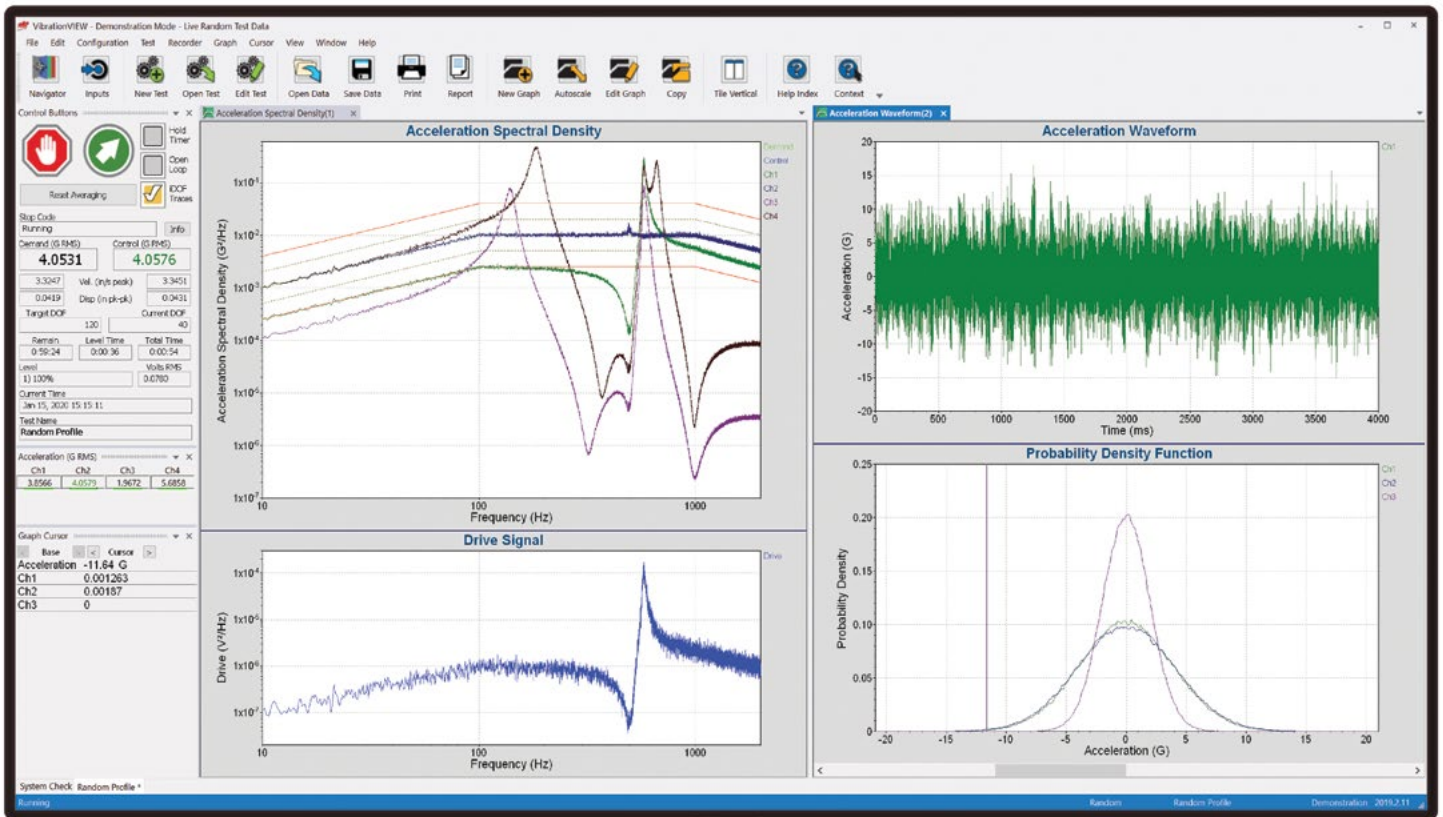 VibrationVIEW - Demonstration Mode - Live Random Test Data
File Edit Configuration Test Recorder Graph Cursor View Window Help
Navigator Inputs New Test Open Test Edit Test Open Data Save Data Print Report New Graph Autoscale Edit Graph Copy Tile Vertical Help Index Context
Control Buttons
Hold Timer
Open Loop
Reset Averaging
iDOF Traces
Stop Code
Running Info
Demand (G RMS) Control (G RMS)
4.0531 4.0576
3.3247 Vel. (in/s peak) 3.3451
0.0419 Disp (in pk-pk) 0.0431
Target DOF Current DOF
120 40
Remain Level Time Total Time
0:59:24 0:00:36 0:00:54
Level Volts RMS
1) 100% 0.0780
Current Time
Jan 15, 2020 15:15:11
Test Name
Random Profile
Acceleration (G RMS)
Ch1 Ch2 Ch3 Ch4
3.8566 4.0579 1.9672 5.6858
Graph Cursor
< Base > < Cursor >
Acceleration -11.64 G
Ch1 0.001263
Ch2 0.00187
Ch3 0
Acceleration Spectral Density(1)
Acceleration Spectral Density
Demand
Control
Ch1
Ch2
Ch3
Ch4
Acceleration Spectral Density (G²/Hz)
1x10⁻¹
1x10⁻²
1x10⁻³
1x10⁻⁴
1x10⁻⁵
1x10⁻⁶
1x10⁻⁷
10 100 1000
Frequency (Hz)
Drive Signal
Drive
Drive (V²/Hz)
1x10⁻⁴
1x10⁻⁵
1x10⁻⁶
1x10⁻⁷
10 100 1000
Frequency (Hz)
Acceleration Waveform(2)
Acceleration Waveform
Ch1
Acceleration (G)
20
15
10
5
0
-5
-10
-15
-20
0 500 1000 1500 2000 2500 3000 3500 4000
Time (ms)
Probability Density Function
Ch1
Ch2
Ch3
Probability Density
0.25
0.20
0.15
0.10
0.05
0
-20 -15 -10 -5 0 5 10 15 20
Acceleration (G)
System Check Random Profile *
Running Random Random Profile Demonstration 2019.2.11